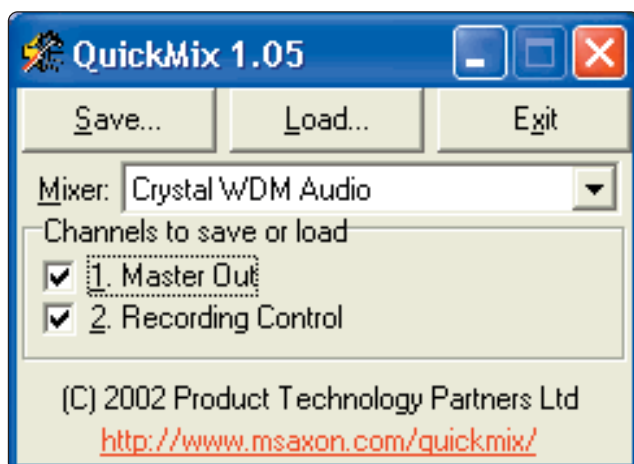 QuickMix 1.05
Save... Load... Exit
Mixer: Crystal WDM Audio
Channels to save or load
1. Master Out
2. Recording Control
(C) 2002 Product Technology Partners Ltd
http://www.msaxon.com/quickmix/